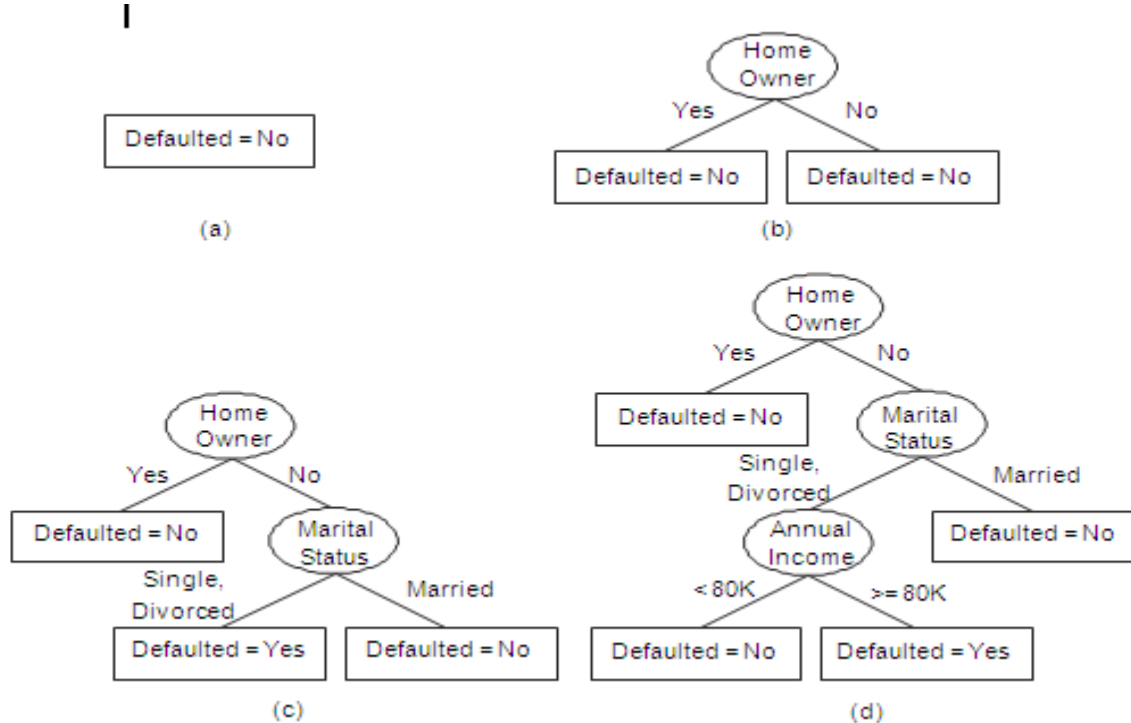 Defaulted = No
(a)
Home
Owner
Yes
No
Defaulted = No
Defaulted = No
(b)
Home
Owner
Yes
No
Defaulted = No
Marital
Status
Single,
Divorced
Married
Defaulted = Yes
Defaulted = No
(c)
Home
Owner
Yes
No
Defaulted = No
Marital
Status
Single,
Divorced
Married
Annual
Income
Defaulted = No
< 80K
>= 80K
Defaulted = No
Defaulted = Yes
(d)